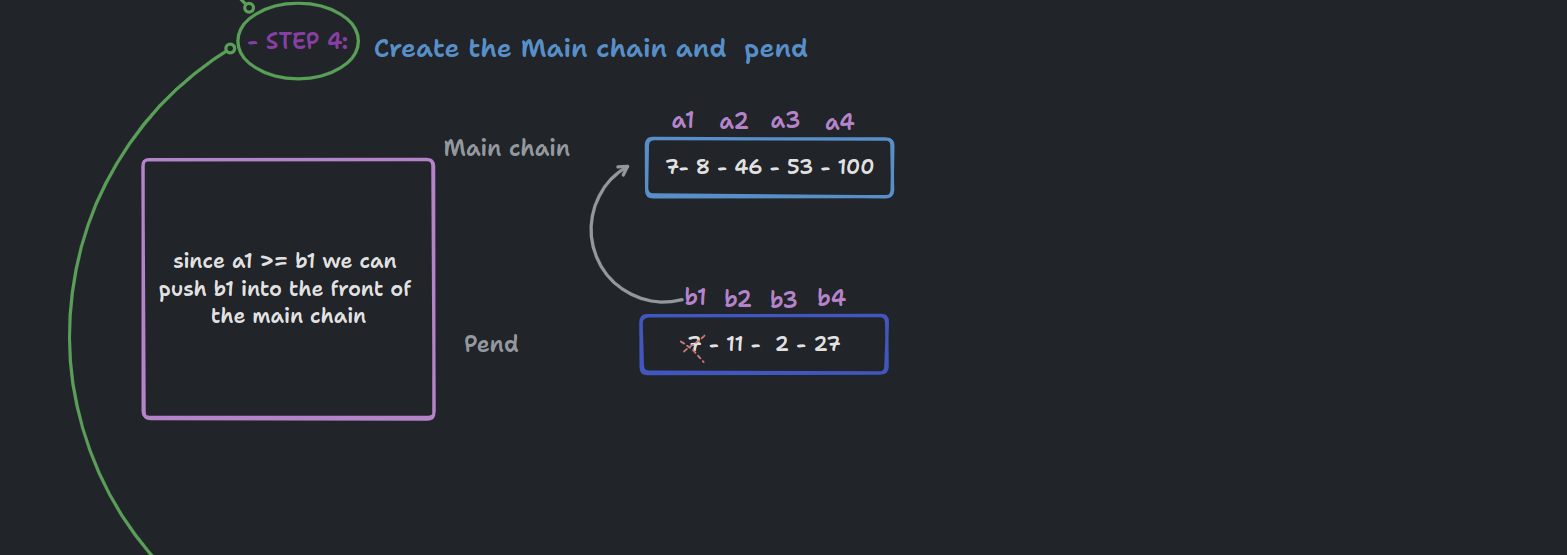 - STEP 4:
Create the Main chain and pend
a1 a2 a3 a4
Main chain
7- 8 - 46 - 53 - 100
since a1 >= b1 we can
push b1 into the front of
the main chain
b1 b2 b3 b4
Pend
7 - 11 - 2 - 27